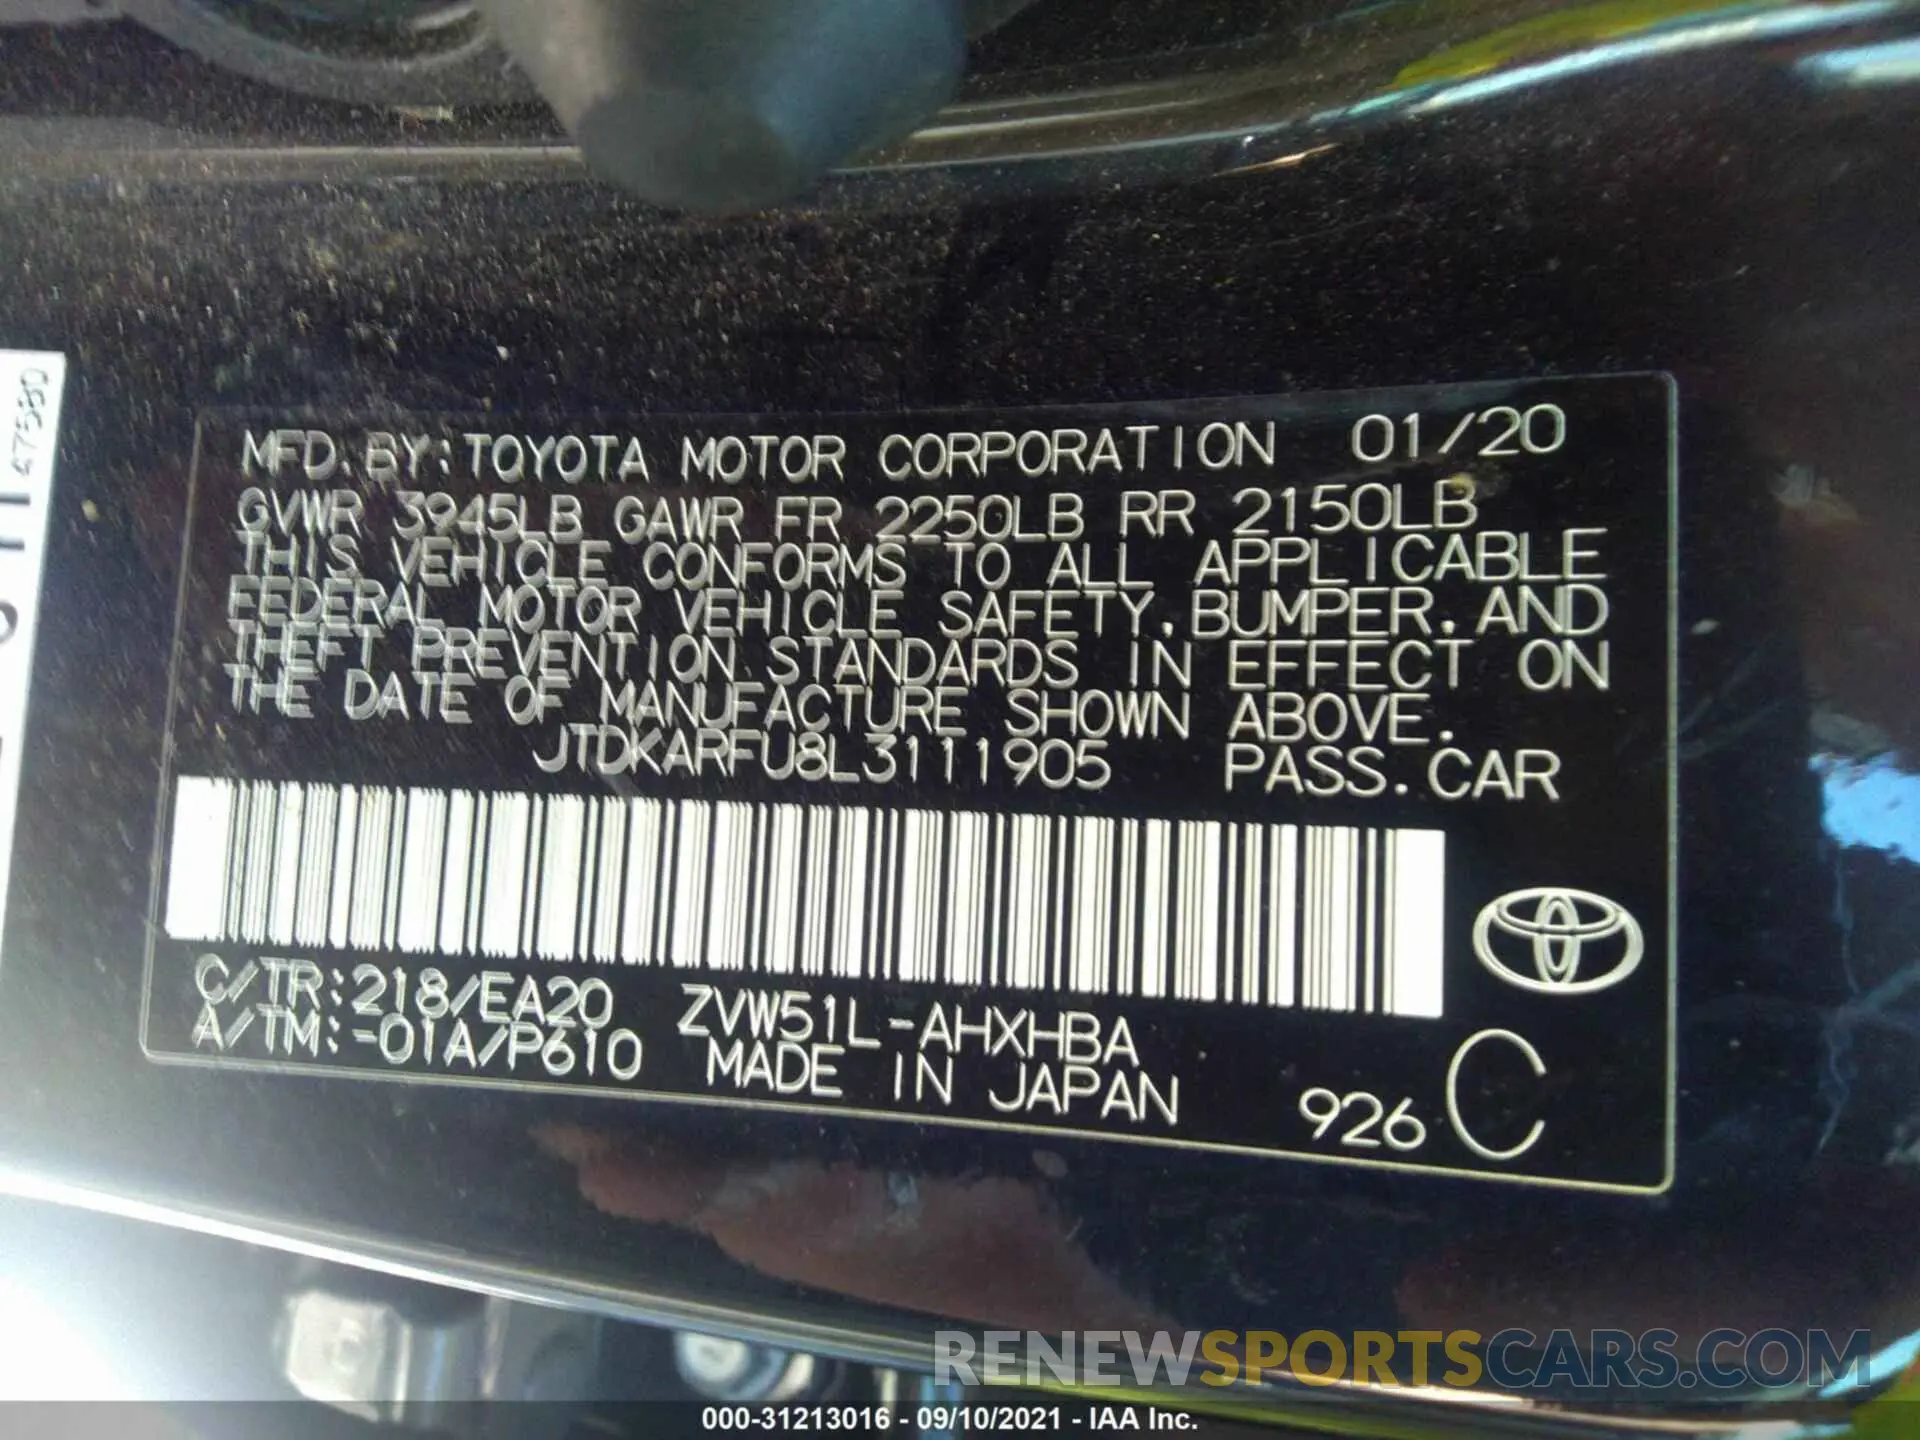 MFD. BY: TOYOTA MOTOR CORPORATION 01/20
GVWR 3945LB GAWR FR 2250LB RR 2150LB
THIS VEHICLE CONFORMS TO ALL APPLICABLE
FEDERAL MOTOR VEHICLE SAFETY, BUMPER, AND
THEFT PREVENTION STANDARDS IN EFFECT ON
THE DATE OF MANUFACTURE SHOWN ABOVE.
JTDKARFU8L3111905 PASS. CAR
C/TR: 218/EA20 ZVW51L-AHXHBA
A/TM: -01A/P610 MADE IN JAPAN
926 C
RENEWSPORTSCARS.COM
000-31213016 - 09/10/2021 - IAA Inc.